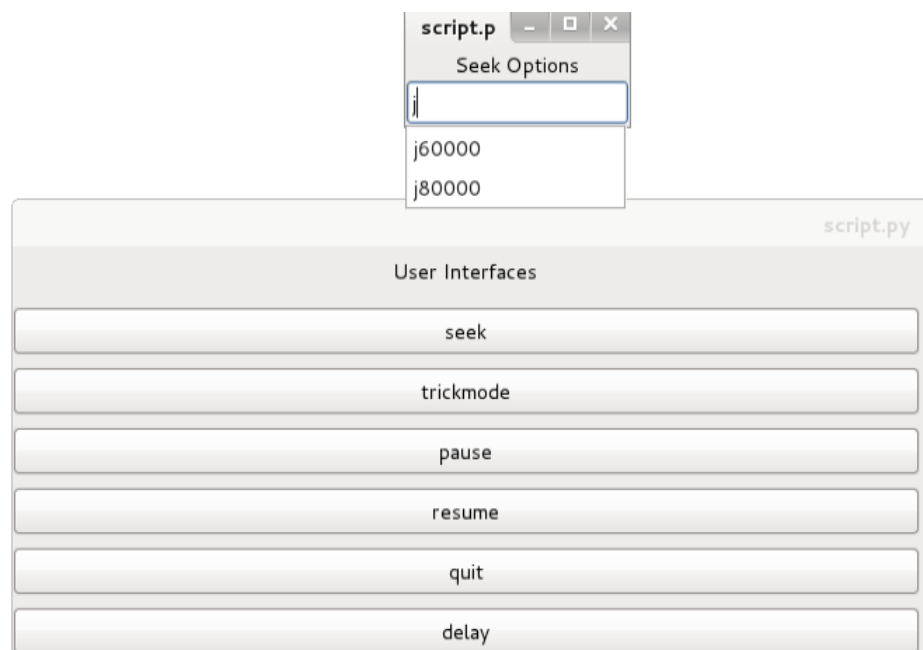 script.p
Seek Options
j
j60000
j80000
script.py
User Interfaces
seek
trickmode
pause
resume
quit
delay